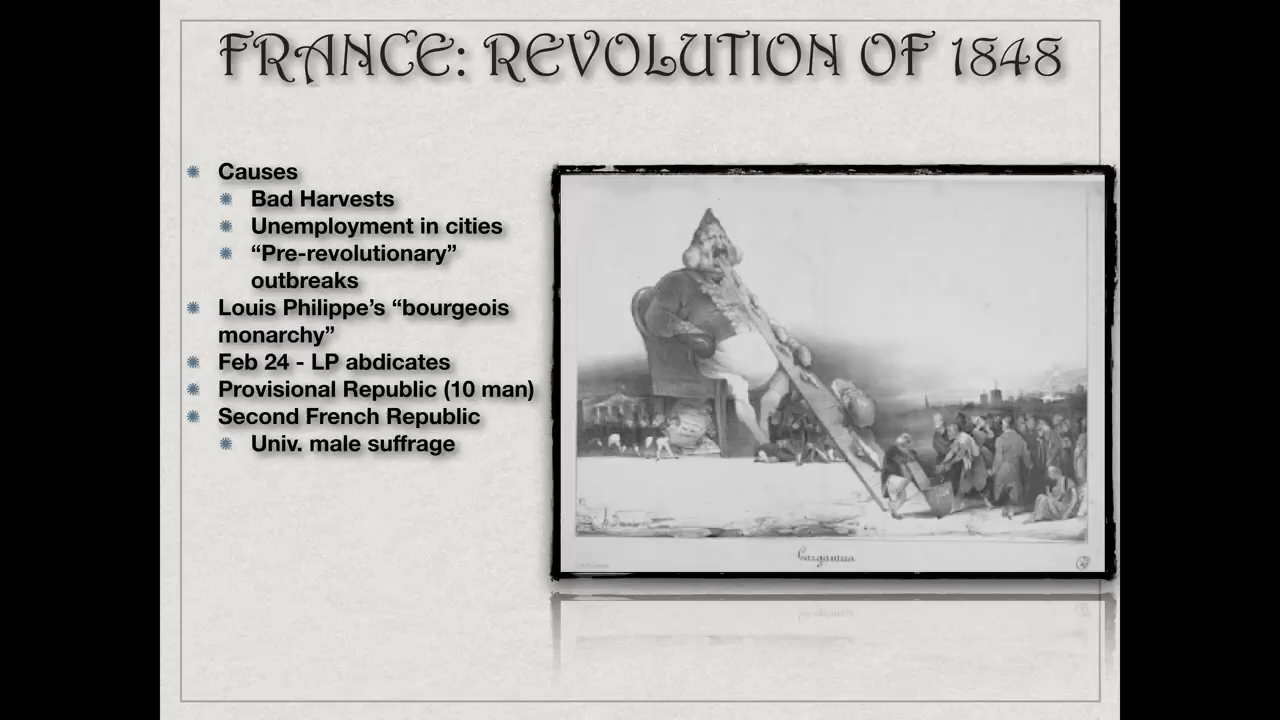 FRANCE: REVOLUTION OF 1848
Causes
Bad Harvests
Unemployment in cities
“Pre-revolutionary”
outbreaks
Louis Philippe’s “bourgeois
monarchy”
Feb 24 - LP abdicates
Provisional Republic (10 man)
Second French Republic
Univ. male suffrage
Gargantua